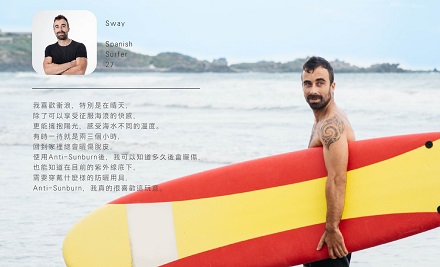 Sway
Spanish
Surfer
27
我喜歡衝浪, 特別是在晴天,
除了可以享受征服海浪的快感,
更能擁抱陽光, 感受海水不同的溫度。
有時一待就是兩三個小時,
回到家裡總會曬傷脫皮。
使用Anti-Sunburn後, 我可以知道多久後會曬傷,
也能知道在目前的紫外線底下,
需要穿戴什麼樣的防曬用具,
Anti-Sunburn, 我真的很喜歡這玩意。